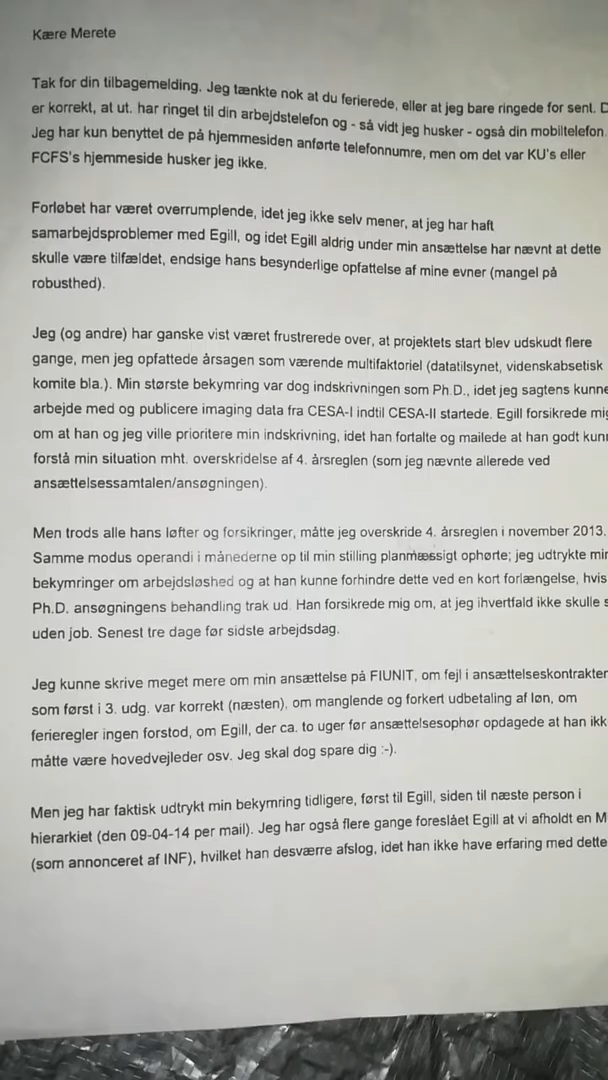 Kære Merete
Tak for din tilbagemelding. Jeg tænkte nok at du ferierede, eller at jeg bare ringede for sent.
er korrekt, at ut. har ringet til din arbejdstelefon og - så vidt jeg husker - også din mobiltelefon.
Jeg har kun benyttet de på hjemmesiden anførte telefonnumre, men om det var KU's eller
FCFS's hjemmeside husker jeg ikke.
Forløbet har været overrumplende, idet jeg ikke selv mener, at jeg har haft
samarbejdsproblemer med Egill, og idet Egill aldrig under min ansættelse har nævnt at dette
skulle være tilfældet, endsige hans besynderlige opfattelse af mine evner (mangel på
robusthed).
Jeg (og andre) har ganske vist været frustrerede over, at projektets start blev udskudt flere
gange, men jeg opfattede årsagen som værende multifaktoriel (datatilsynet, videnskabsetisk
komite bla.). Min største bekymring var dog indskrivningen som Ph.D., idet jeg sagtens kunne
arbejde med og publicere imaging data fra CESA-I indtil CESA-II startede. Egill forsikrede mig
om at han og jeg ville prioritere min indskrivning, idet han fortalte og mailede at han godt
forstå min situation mht. overskridelse af 4. årsreglen (som jeg nævnte allerede ved
ansættelsessamtalen/ansøgningen).
Men trods alle hans løfter og forsikringer, måtte jeg overskride 4. årsreglen i november 2013.
Samme modus operandi i månederne op til min stilling planmæssigt ophørte; jeg udtrykte
bekymringer om arbejdsløshed og at han kunne forhindre dette ved en kort forlængelse, hvis
Ph.D. ansøgningens behandling trak ud. Han forsikrede mig om, at jeg ihvertfald ikke skulle
uden job. Senest tre dage før sidste arbejdsdag.
Jeg kunne skrive meget mere om min ansættelse på FIUNIT, om fejl i ansættelseskontrakten
som først i 3. udg. var korrekt (næsten), om manglende og forkert udbetaling af løn, om
ferieregler ingen forstod, om Egill, der ca. to uger før ansættelsesophør opdagede at han
måtte være hovedvejleder osv. Jeg skal dog spare dig :-).
Men jeg har faktisk udtrykt min bekymring tidligere, først til Egill, siden til næste person i
hierarkiet (den 09-04-14 per mail). Jeg har også flere gange foreslået Egill at vi afholdt en
(som annonceret af INF), hvilket han desværre afslog, idet han ikke have erfaring med dette